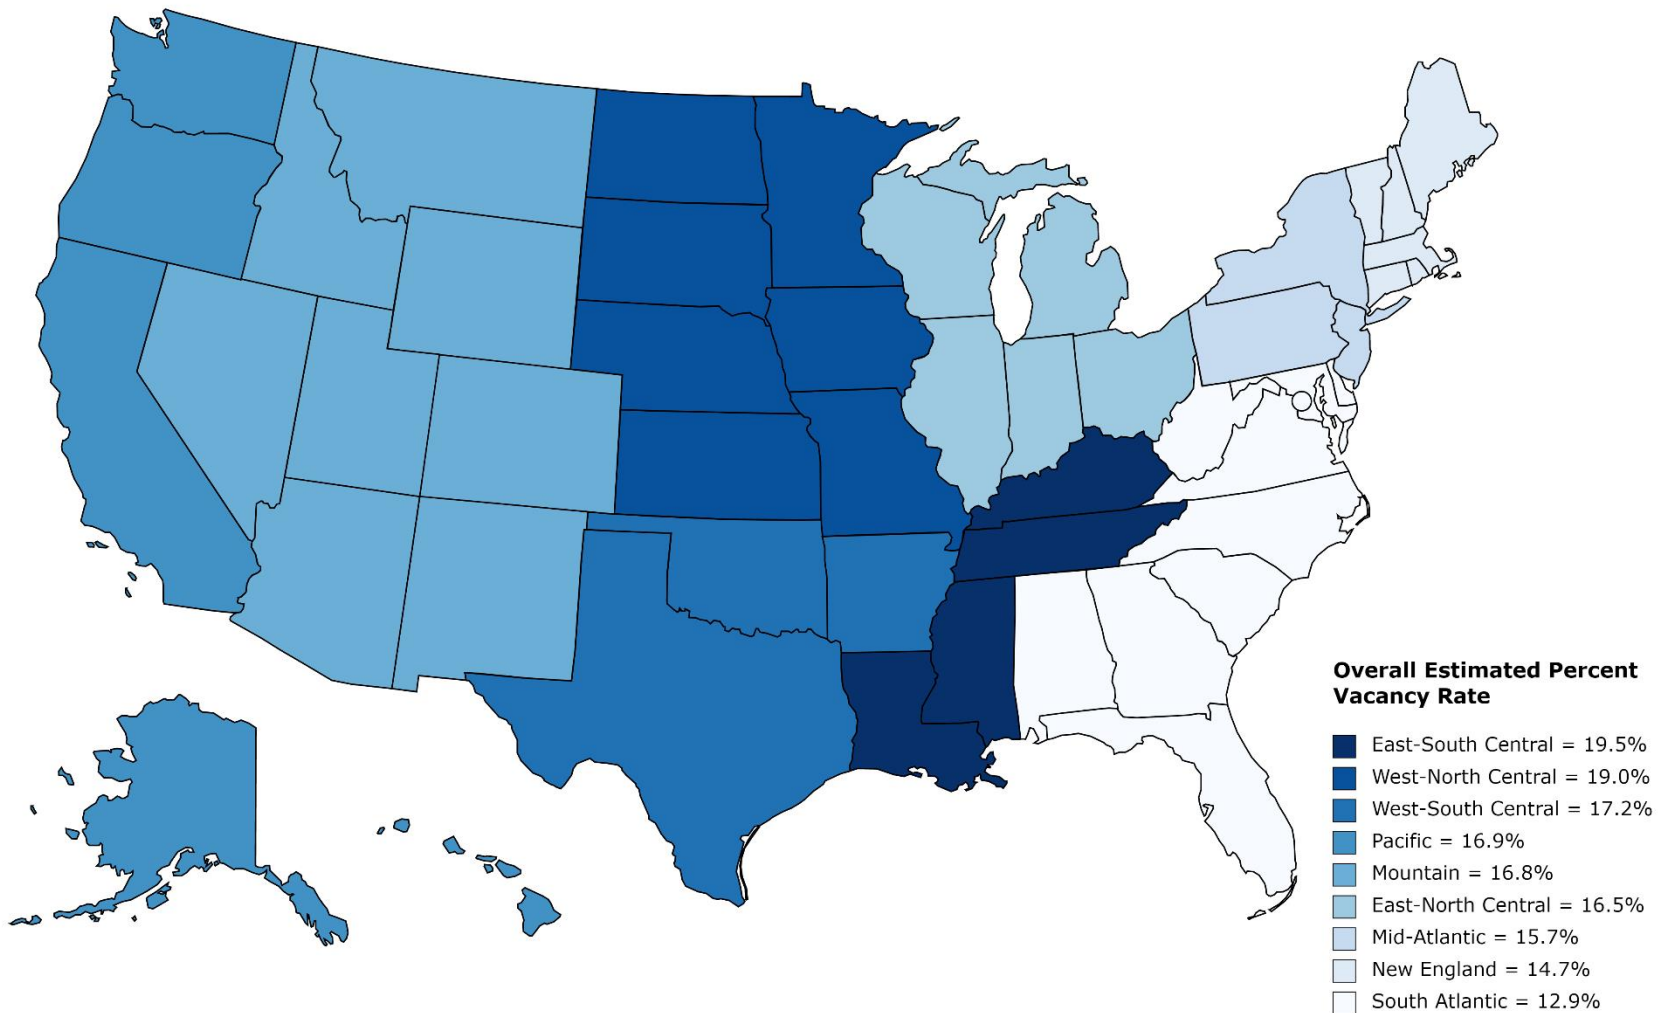 Overall Estimated Percent
Vacancy Rate
East-South Central = 19.5%
West-North Central = 19.0%
West-South Central = 17.2%
Pacific = 16.9%
Mountain = 16.8%
East-North Central = 16.5%
Mid-Atlantic = 15.7%
New England = 14.7%
South Atlantic = 12.9%